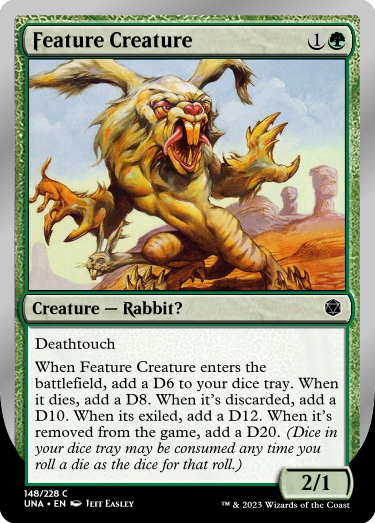 Feature Creature 1
Creature — Rabbit?
Deathtouch
When Feature Creature enters the
battlefield, add a D6 to your dice tray. When
it dies, add a D8. When it's discarded, add a
D10. When its exiled, add a D12. When it's
removed from the game, add a D20. (Dice in
your dice tray may be consumed any time you
roll a die as the dice for that roll.)
2/1
148/228 C
UNA • EN Jeff Easley
™ & 2023 Wizards of the Coast